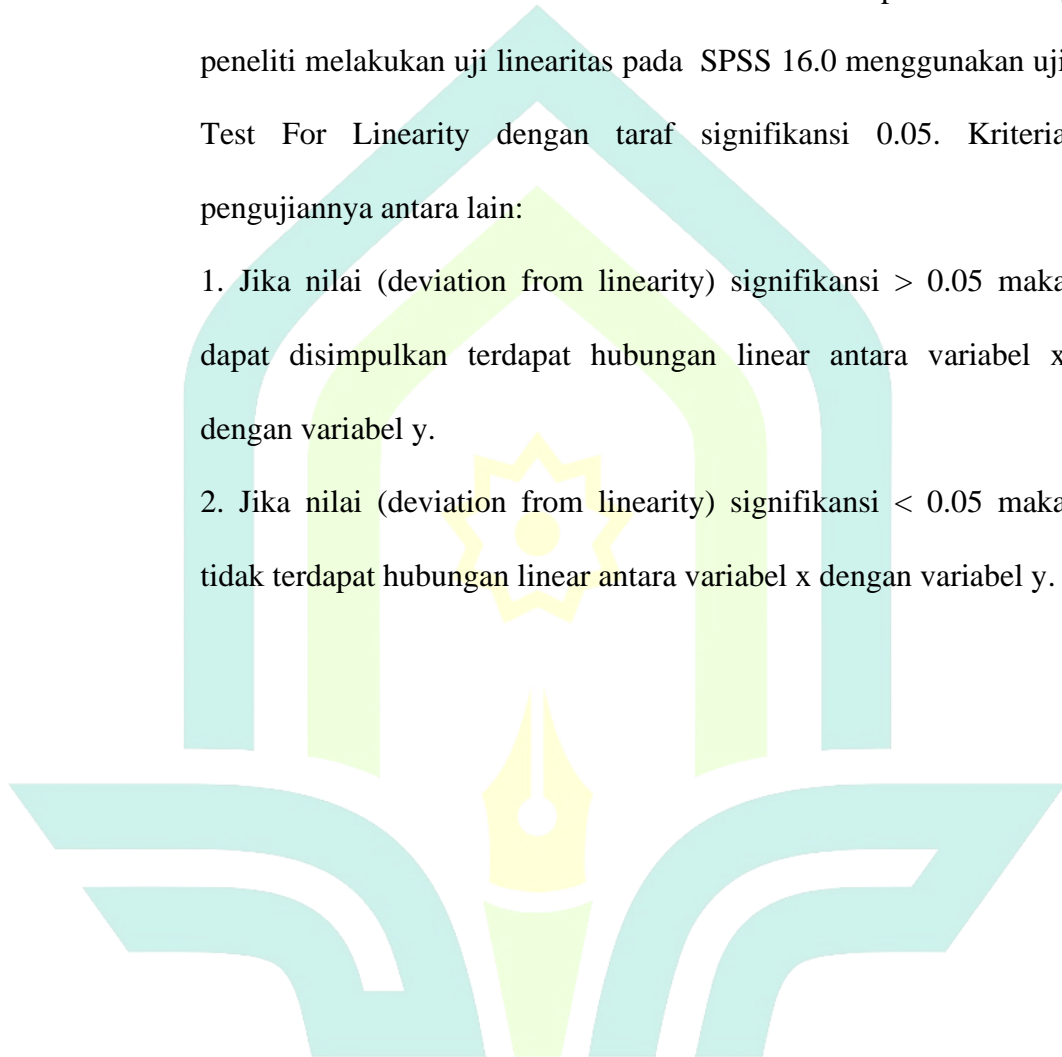 peneliti melakukan uji linearitas pada SPSS 16.0 menggunakan uji
Test For Linearity dengan taraf signifikansi 0.05. Kriteria
pengujiannya antara lain:
1. Jika nilai (deviation from linearity) signifikansi > 0.05 maka
dapat disimpulkan terdapat hubungan linear antara variabel x
dengan variabel y.
2. Jika nilai (deviation from linearity) signifikansi < 0.05 maka
tidak terdapat hubungan linear antara variabel x dengan variabel y.